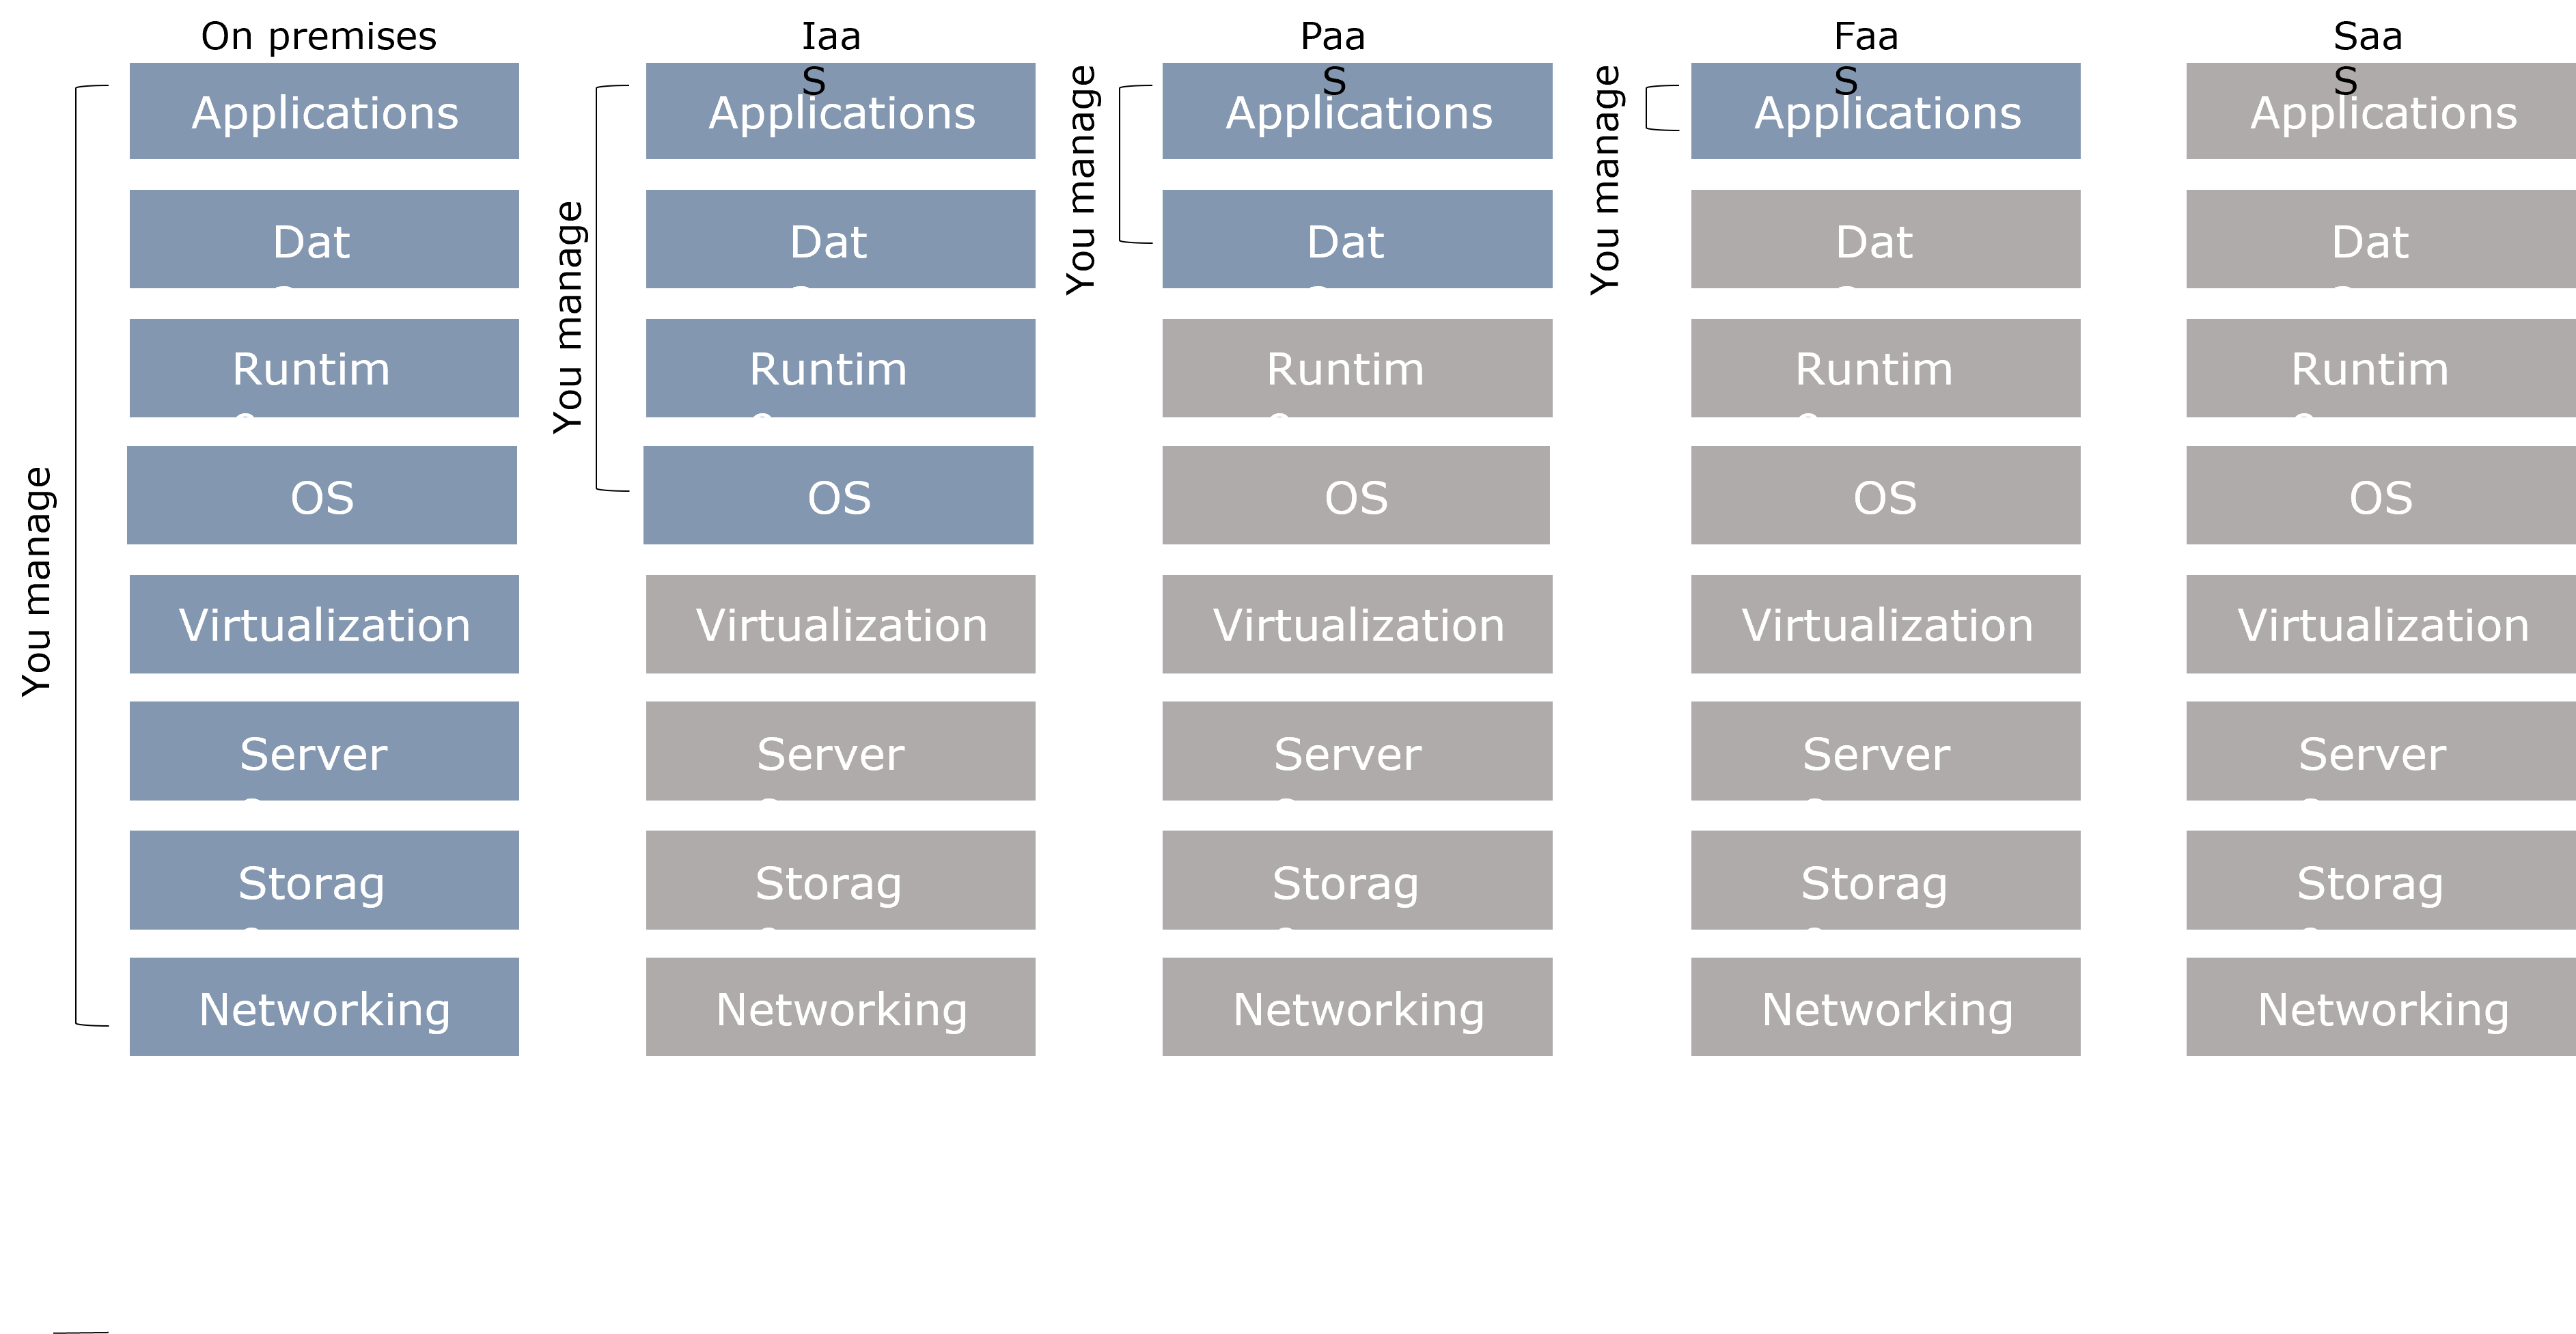 On premises
Iaa
S
Paa
S
Faa
S
Saa
S
You manage
Applications
Dat
Runtim
OS
Virtualization
Server
Storag
Networking
You manage
Applications
Dat
Runtim
OS
Virtualization
Server
Storag
Networking
You manage
Applications
Dat
Runtim
OS
Virtualization
Server
Storag
Networking
You manage
Applications
Dat
Runtim
OS
Virtualization
Server
Storag
Networking
Applications
Dat
Runtim
OS
Virtualization
Server
Storag
Networking